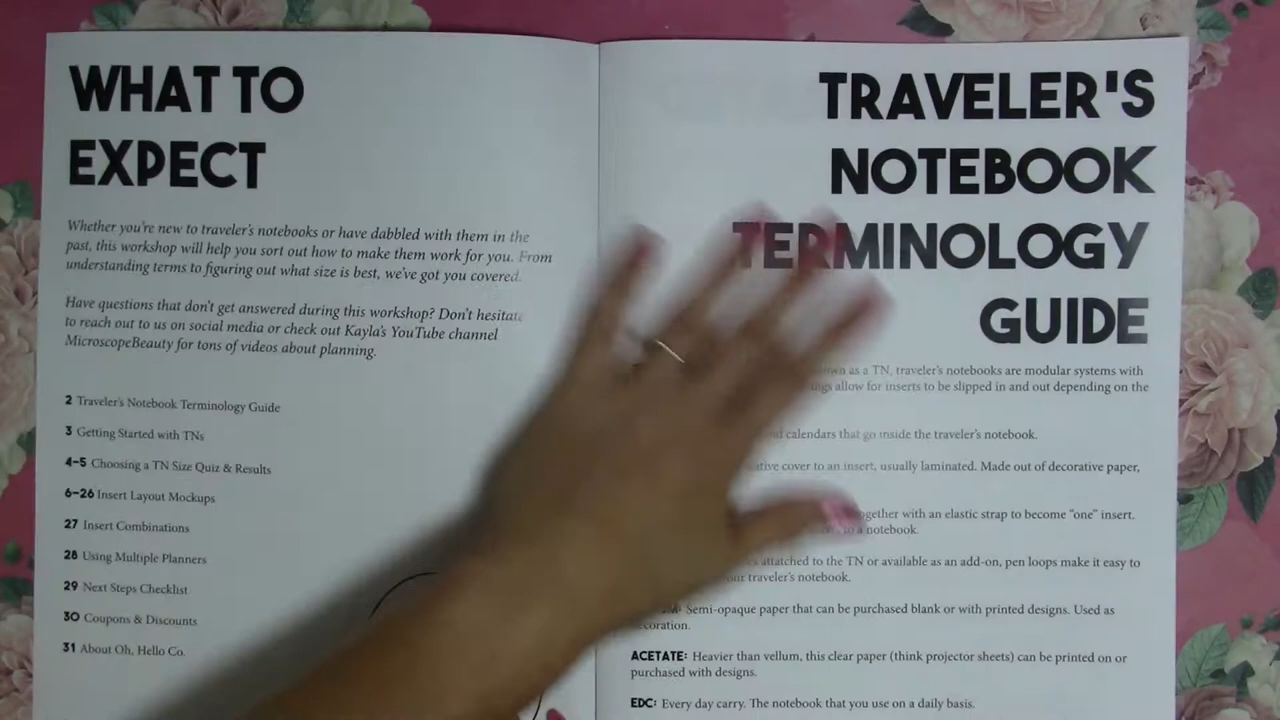 WHAT TO
EXPECT
Whether you're new to traveler's notebooks or have dabbled with them in the
past, this workshop will help you sort out how to make them work for you. From
understanding terms to figuring out what size is best, we've got you covered.
Have questions that don't get answered during this workshop? Don't hesitate
to reach out to us on social media or check out Kayla's YouTube channel
MicroscopeBeauty for tons of videos about planning.
2 Traveler's Notebook Terminology Guide
3 Getting Started with TNs
4-5 Choosing a TN Size Quiz & Results
6-26 Insert Layout Mockups
27 Insert Combinations
28 Using Multiple Planners
29 Next Steps Checklist
30 Coupons & Discounts
31 About Oh, Hello Co.
TRAVELER'S
NOTEBOOK
TERMINOLOGY
GUIDE
as a TN, traveler's notebooks are modular systems with
allow for inserts to be slipped in and out depending on the
calendars that go inside the traveler's notebook.
cover to an insert, usually laminated. Made out of decorative paper,
together with an elastic strap to become "one" insert.
to a notebook.
attatched to the TN or available as an add-on, pen loops make it easy to
your traveler's notebook.
Semi-opaque paper that can be purchased blank or with printed designs. Used as
decoration.
ACETATE: Heavier than vellum, this clear paper (think projector sheets) can be printed on or
purchased with designs.
EDC: Every day carry. The notebook that you use on a daily basis.